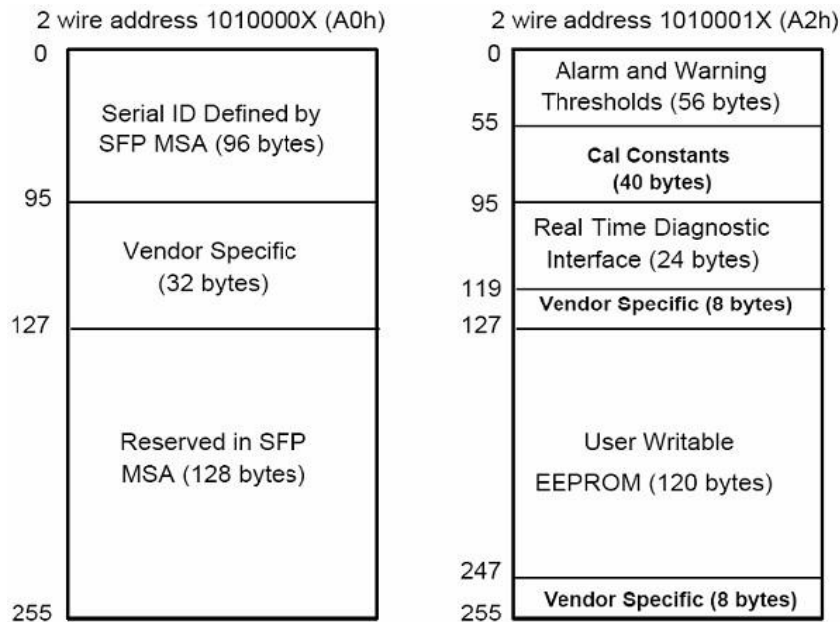 2 wire address 1010000X (A0h)
0
Serial ID Defined by
SFP MSA (96 bytes)
95
Vendor Specific
(32 bytes)
127
Reserved in SFP
MSA (128 bytes)
255
2 wire address 1010001X (A2h)
0
Alarm and Warning
Thresholds (56 bytes)
55
Cal Constants
(40 bytes)
95
Real Time Diagnostic
Interface (24 bytes)
119
Vendor Specific (8 bytes)
127
User Writable
EEPROM (120 bytes)
247
Vendor Specific (8 bytes)
255